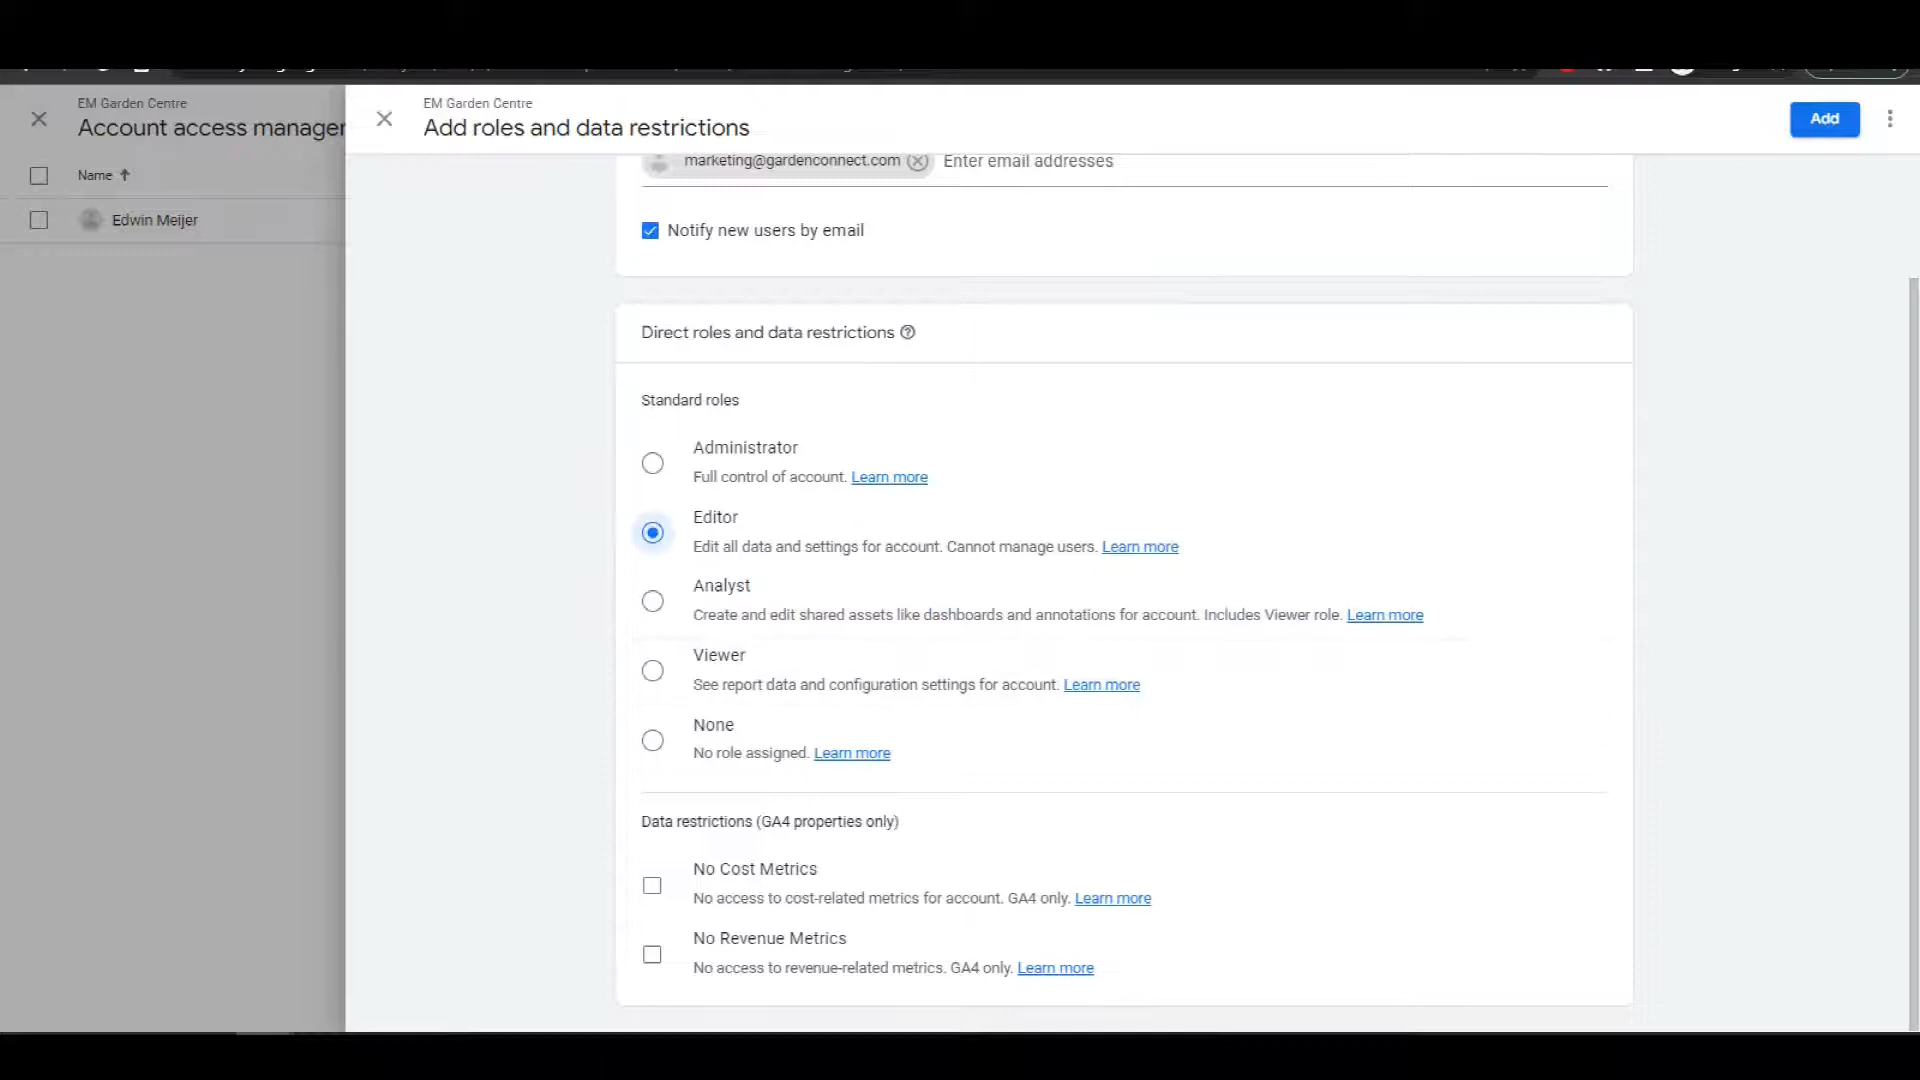 EM Garden Centre
Account access manager
Name
Edwin Meijer
EM Garden Centre
Add roles and data restrictions
Add
marketing@gardenconnect.com Enter email addresses
Notify new users by email
Direct roles and data restrictions
Standard roles
Administrator
Full control of account. Learn more
Editor
Edit all data and settings for account. Cannot manage users. Learn more
Analyst
Create and edit shared assets like dashboards and annotations for account. Includes Viewer role. Learn more
Viewer
See report data and configuration settings for account. Learn more
None
No role assigned. Learn more
Data restrictions (GA4 properties only)
No Cost Metrics
No access to cost-related metrics for account. GA4 only. Learn more
No Revenue Metrics
No access to revenue-related metrics. GA4 only. Learn more